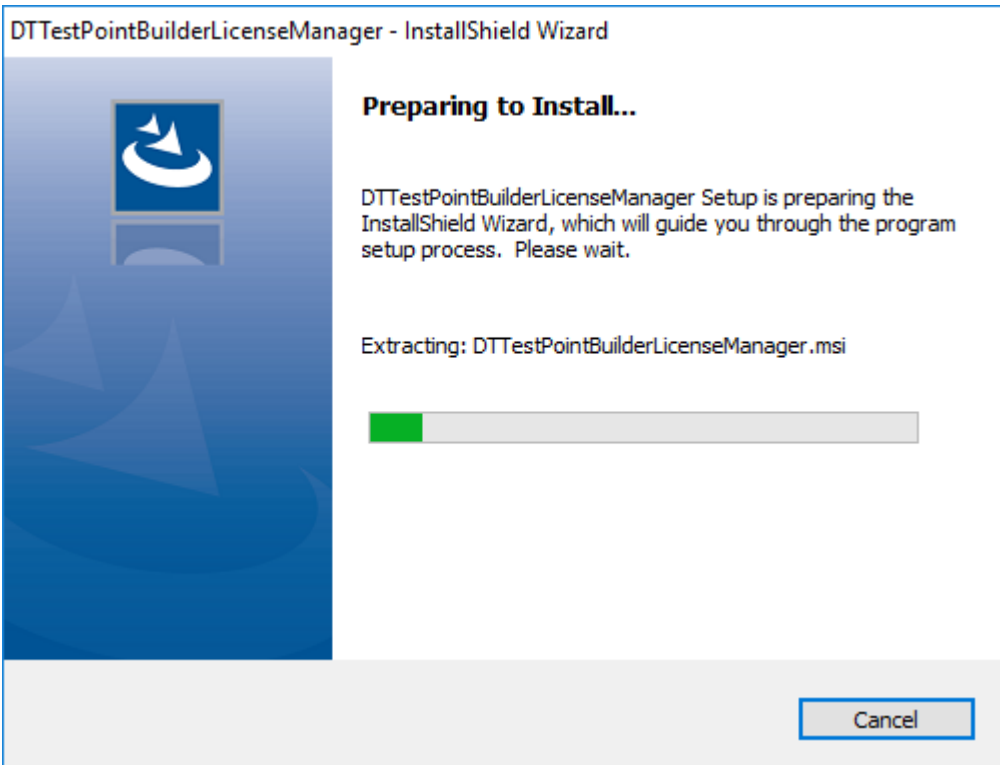 DTTestPointBuilderLicenseManager - InstallShield Wizard
Preparing to Install...
DTTestPointBuilderLicenseManager Setup is preparing the
InstallShield Wizard, which will guide you through the program
setup process.  Please wait.
Extracting: DTTestPointBuilderLicenseManager.msi
Cancel